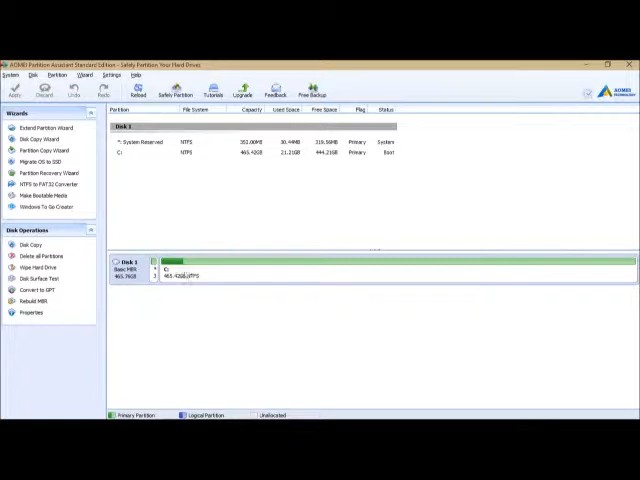 AOMEI Partition Assistant Standard Edition - Safely Partition Your Hard Drives
System Disk Partition Wizard Settings Help
Apply Discard Undo Redo Reload Safely Partition Tutorials Upgrade Feedback Free Backup
AOMEI
TECHNOLOGY
Wizards
Extend Partition Wizard
Disk Copy Wizard
Partition Copy Wizard
Migrate OS to SSD
Partition Recovery Wizard
NTFS to FAT32 Converter
Make Bootable Media
Windows To Go Creator
Disk Operations
Disk Copy
Delete all Partitions
Wipe Hard Drive
Disk Surface Test
Convert to GPT
Rebuild MBR
Properties
Partition File System Capacity Used Space Free Space Flag Status
Disk 1
*: System Reserved NTFS 30.44MB 319.56MB Primary System
C: NTFS 465.42GB 21.21GB 444.21GB Primary Boot
Disk 1
Basic MBR
465.76GB
*
C:
465.42GB NTFS
Primary Partition Logical Partition Unallocated